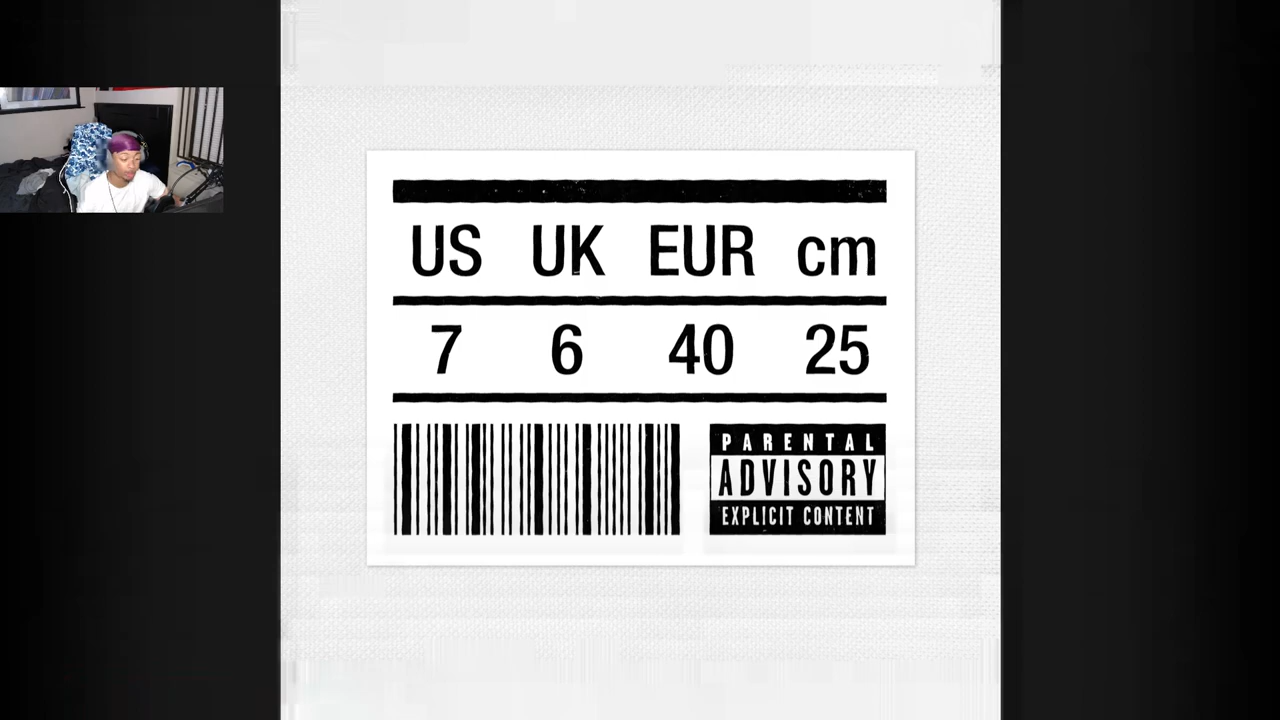 US UK EUR cm
7 6 40 25
PARENTAL
ADVISORY
EXPLICIT CONTENT